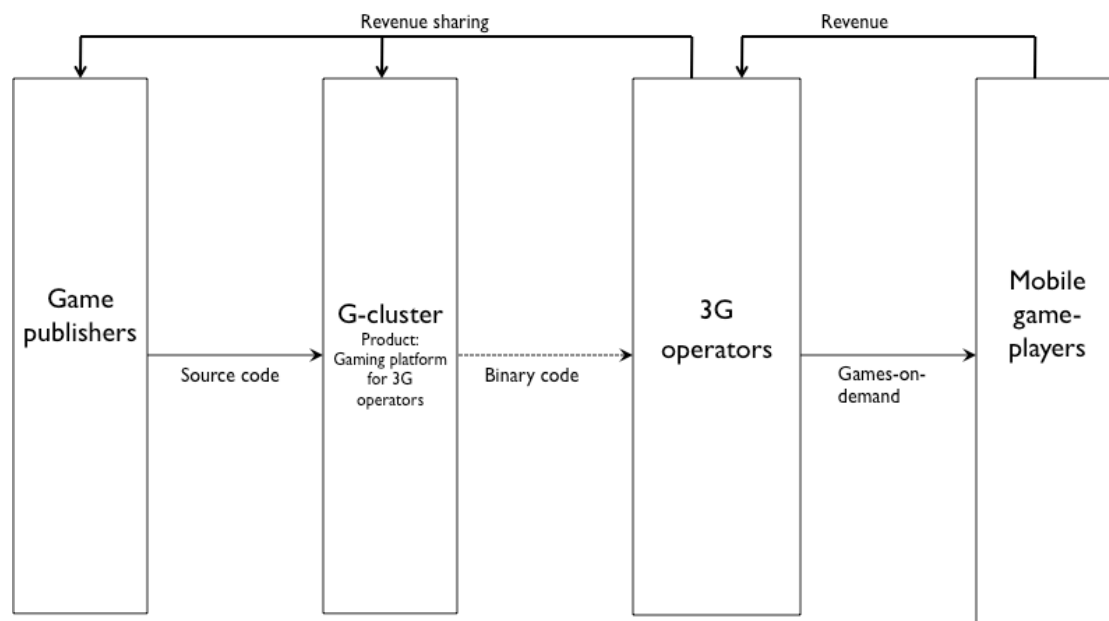 Revenue sharing
Revenue
Game
publishers
Source code
G-cluster
Product:
Gaming platform
for 3G
operators
Binary code
3G
operators
Games-on-
demand
Mobile
game-
players